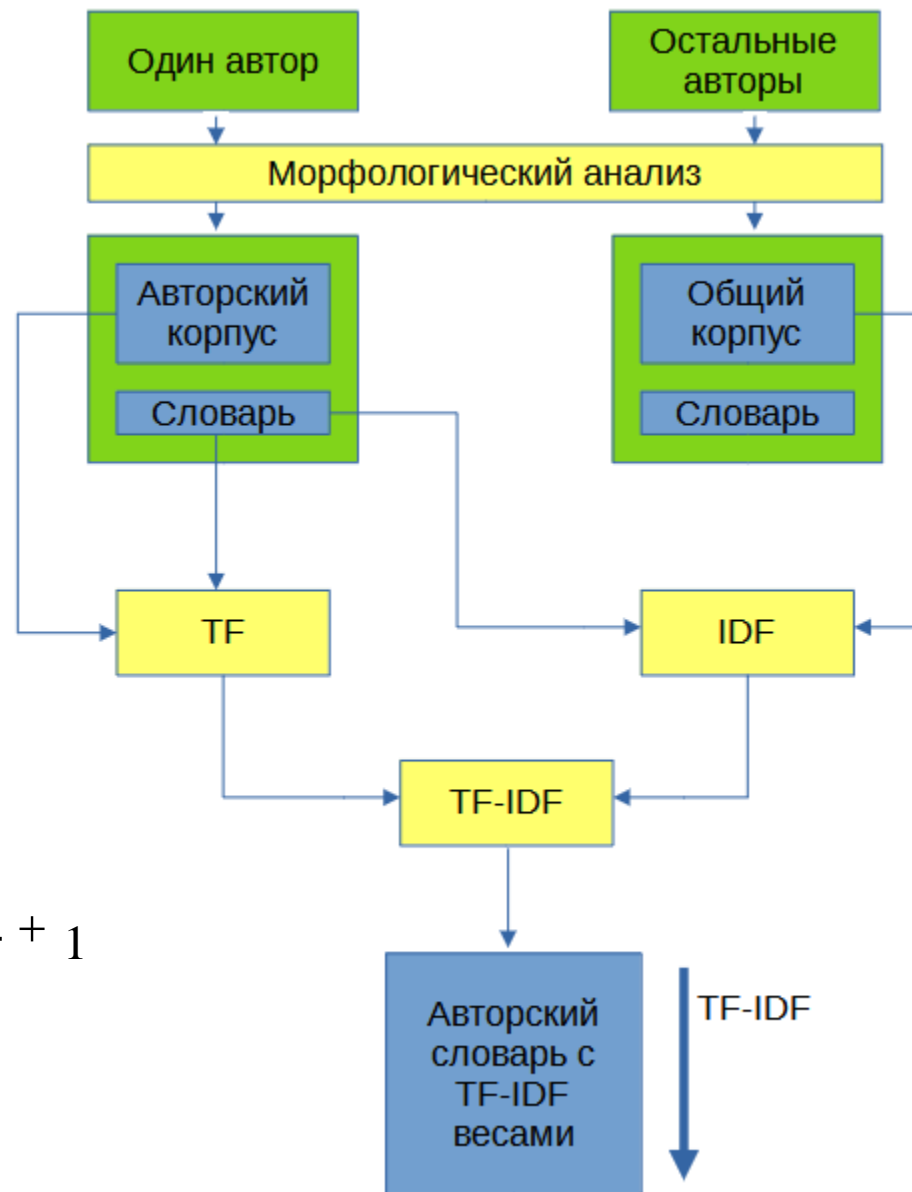 Один автор
Остальные
авторы
Морфологический анализ
Авторский
корпус
Общий
корпус
Словарь
Словарь
TF
IDF
TF-IDF
+ 1
Авторский
словарь с
TF-IDF
весами
TF-IDF